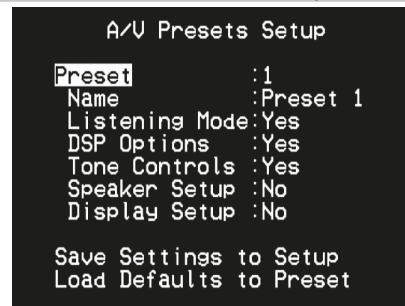 A/V Presets Setup
Preset :1
Name :Preset 1
Listening Mode:Yes
DSP Options :Yes
Tone Controls :Yes
Speaker Setup :No
Display Setup :No
Save Settings to Setup
Load Defaults to Preset